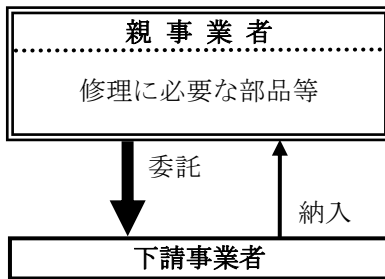 親事業者
修理に必要な部品等
委託
納入
下請事業者